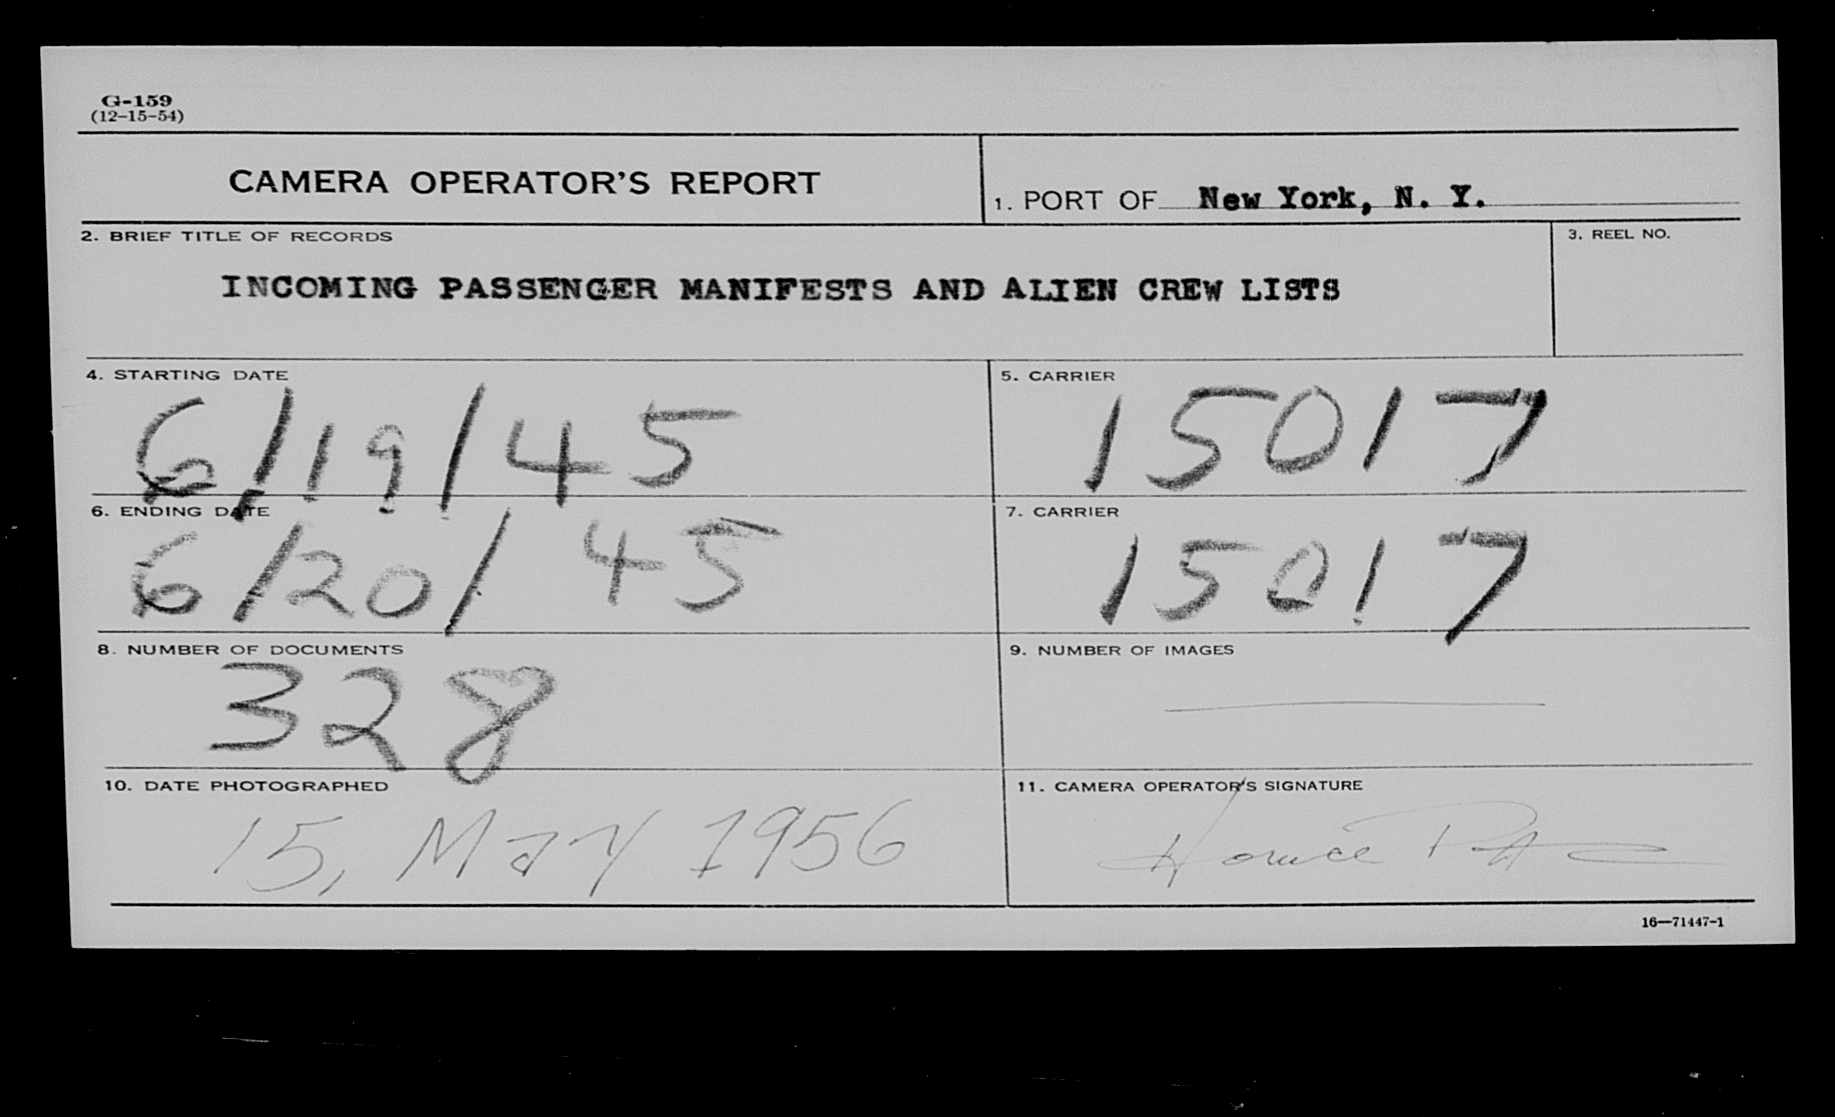 G-159
(12-15-54)
CAMERA OPERATOR'S REPORT
1. PORT OF New York, N. Y.
2. BRIEF TITLE OF RECORDS
3. REEL NO.
INCOMING PASSENGER MANIFESTS AND ALIEN CREW LISTS
4. STARTING DATE
5. CARRIER
6/19/45
15017
6. ENDING DATE
7. CARRIER
6/20/45
15017
8. NUMBER OF DOCUMENTS
9. NUMBER OF IMAGES
328
10. DATE PHOTOGRAPHED
11. CAMERA OPERATOR'S SIGNATURE
15, May 1956
16—71447-1